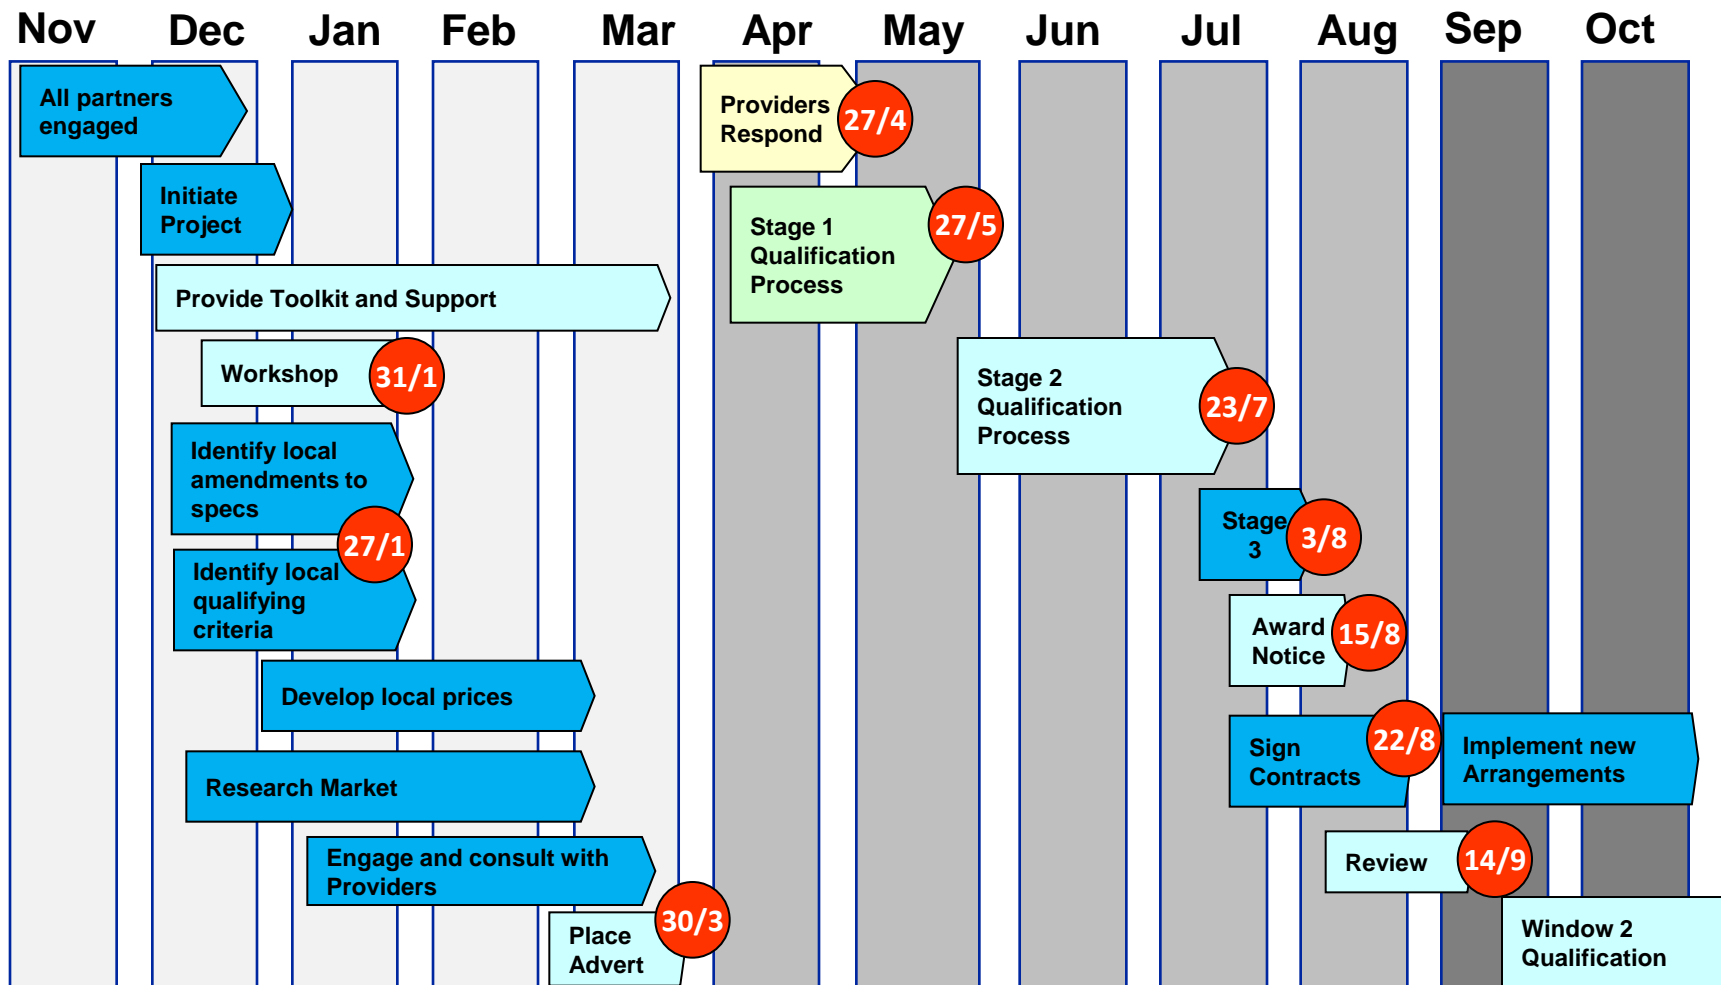 Nov Dec Jan Feb Mar Apr May Jun Jul Aug Sep Oct
All partners
engaged
Initiate
Project
Provide Toolkit and Support
Workshop
31/1
Identify local
amendments to
specs
27/1
Identify local
qualifying
criteria
Develop local prices
Research Market
Engage and consult with
Providers
Place
Advert
30/3
Providers
Respond
27/4
Stage 1
Qualification
Process
27/5
Stage 2
Qualification
Process
23/7
Stage
3
3/8
Award
Notice
15/8
Sign
Contracts
22/8
Implement new
Arrangements
Review
14/9
Window 2
Qualification